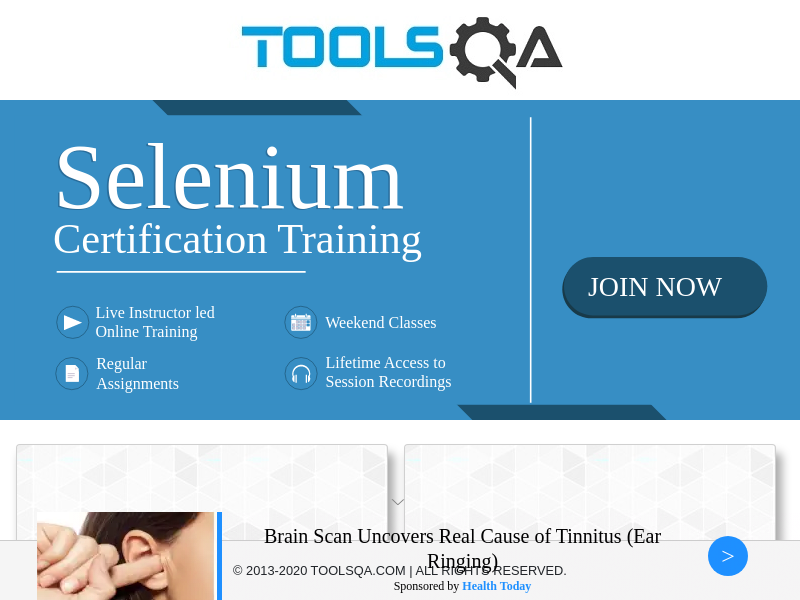 TOOLSQA
Selenium
Certification Training
Live Instructor led
Online Training
Weekend Classes
Regular
Assignments
Lifetime Access to
Session Recordings
JOIN NOW
Brain Scan Uncovers Real Cause of Tinnitus (Ear
Ringing)
© 2013-2020 TOOLSQA.COM | ALL RIGHTS RESERVED.
Sponsored by Health Today
>